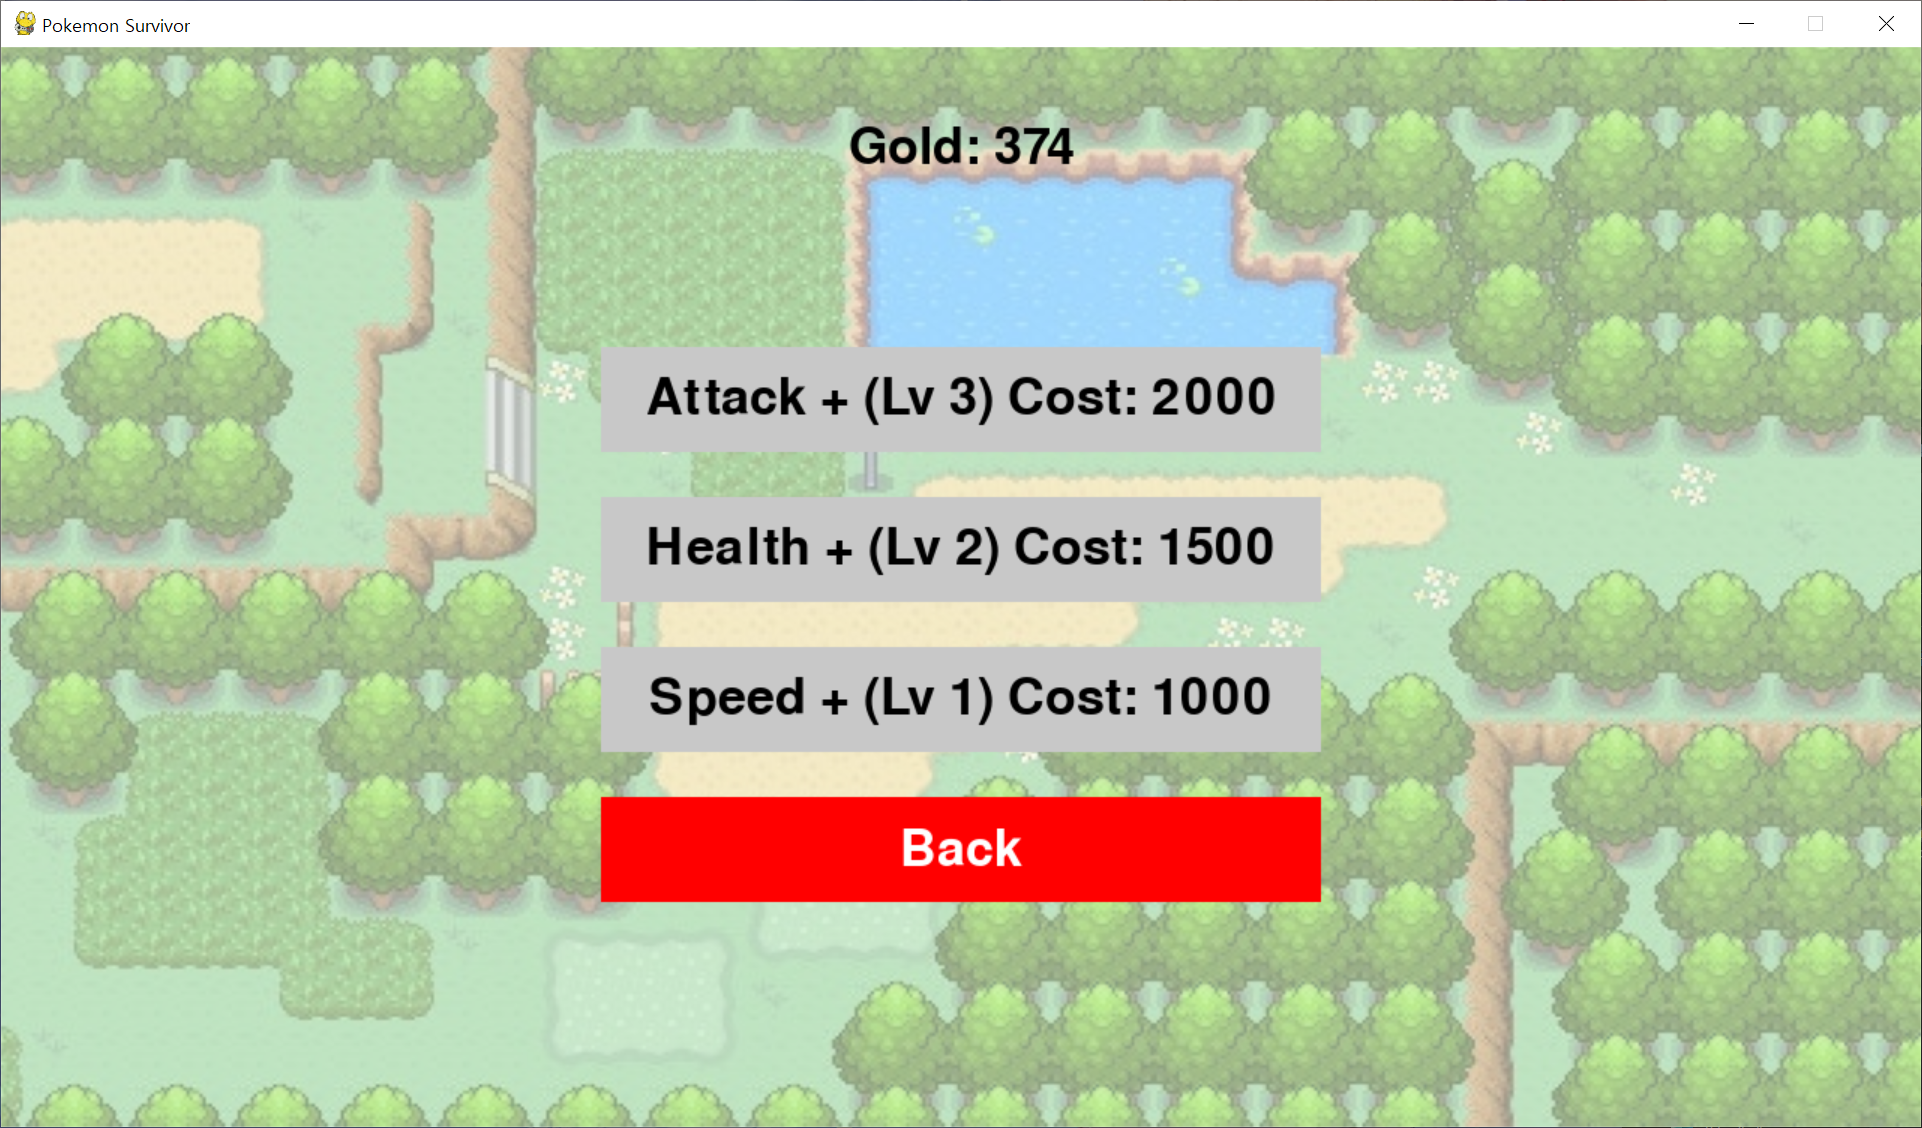 Pokemon Survivor
Gold: 374
Attack + (Lv 3) Cost: 2000
Health + (Lv 2) Cost: 1500
Speed + (Lv 1) Cost: 1000
Back